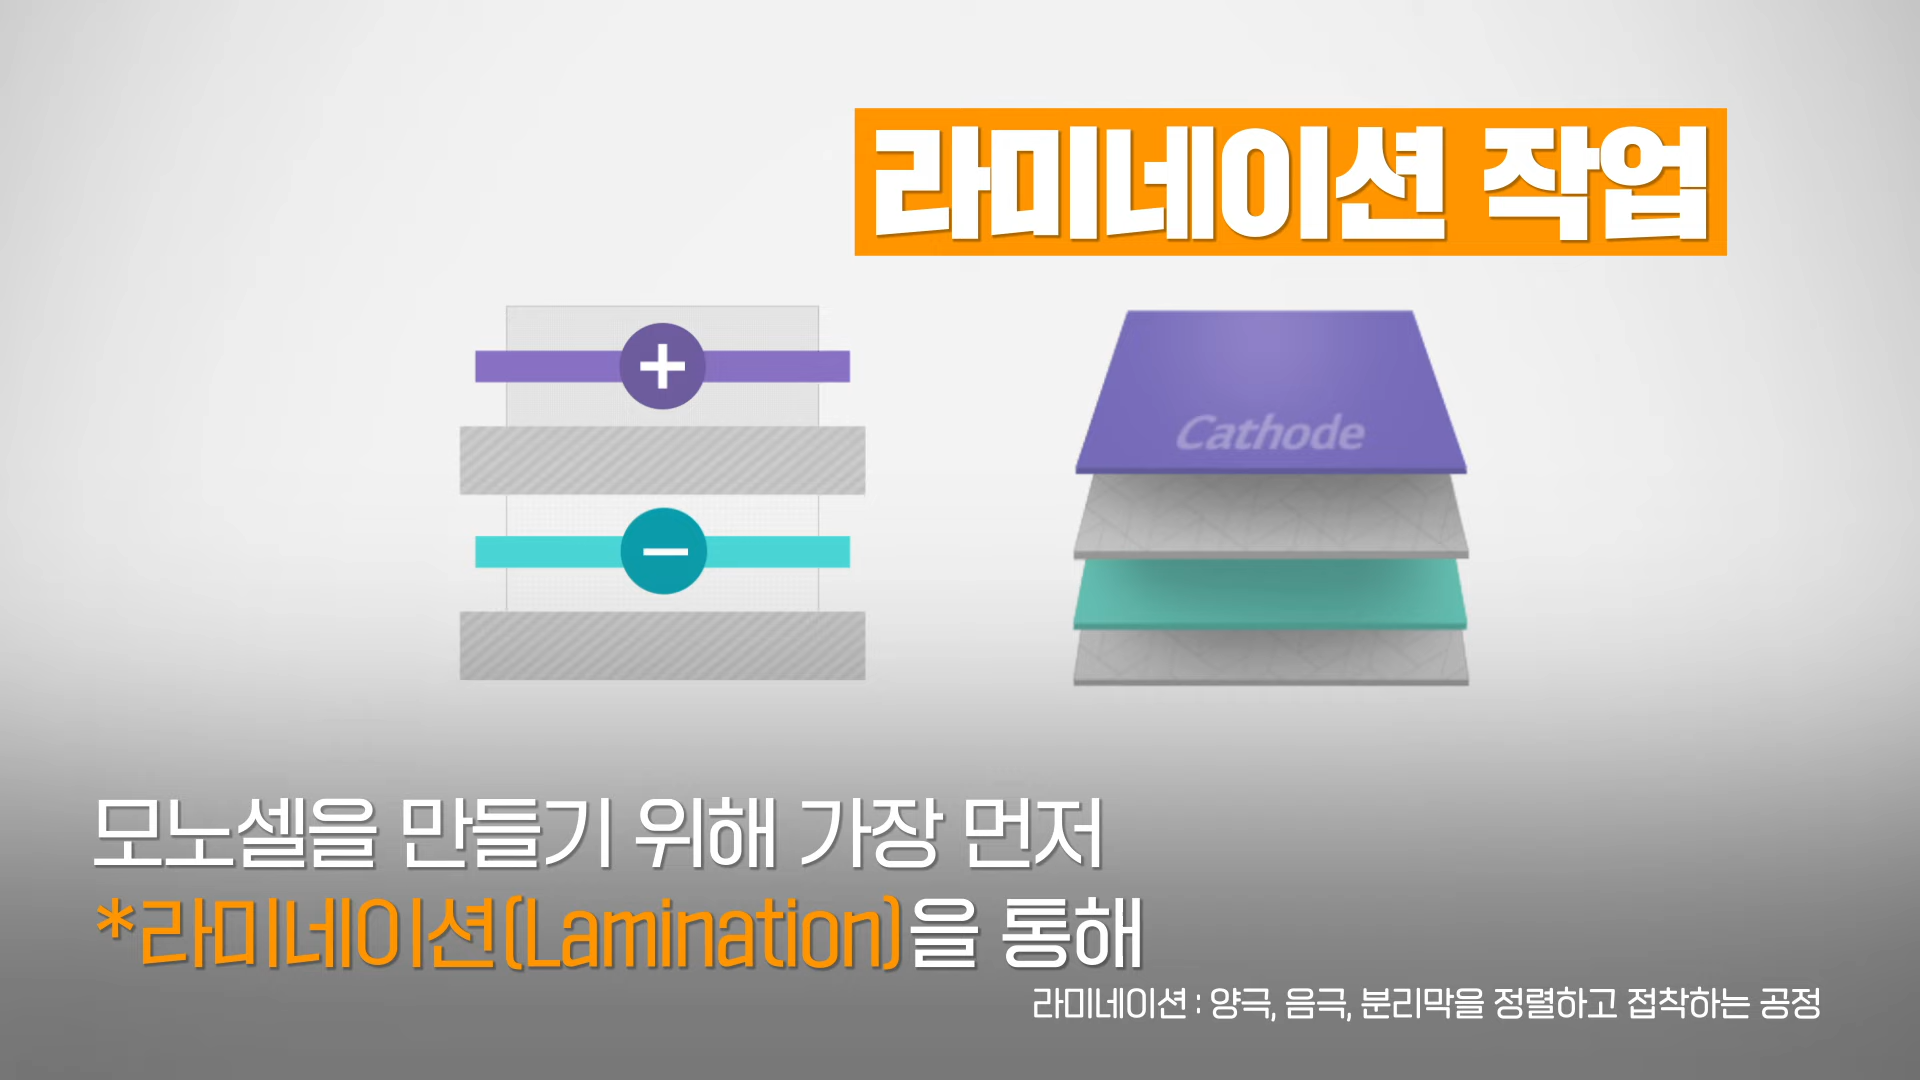 라미네이션 작업
+
Cathode
−
모노셀을 만들기 위해 가장 먼저
*라미네이션(Lamination)을 통해
라미네이션 : 양극, 음극, 분리막을 정렬하고 접착하는 공정